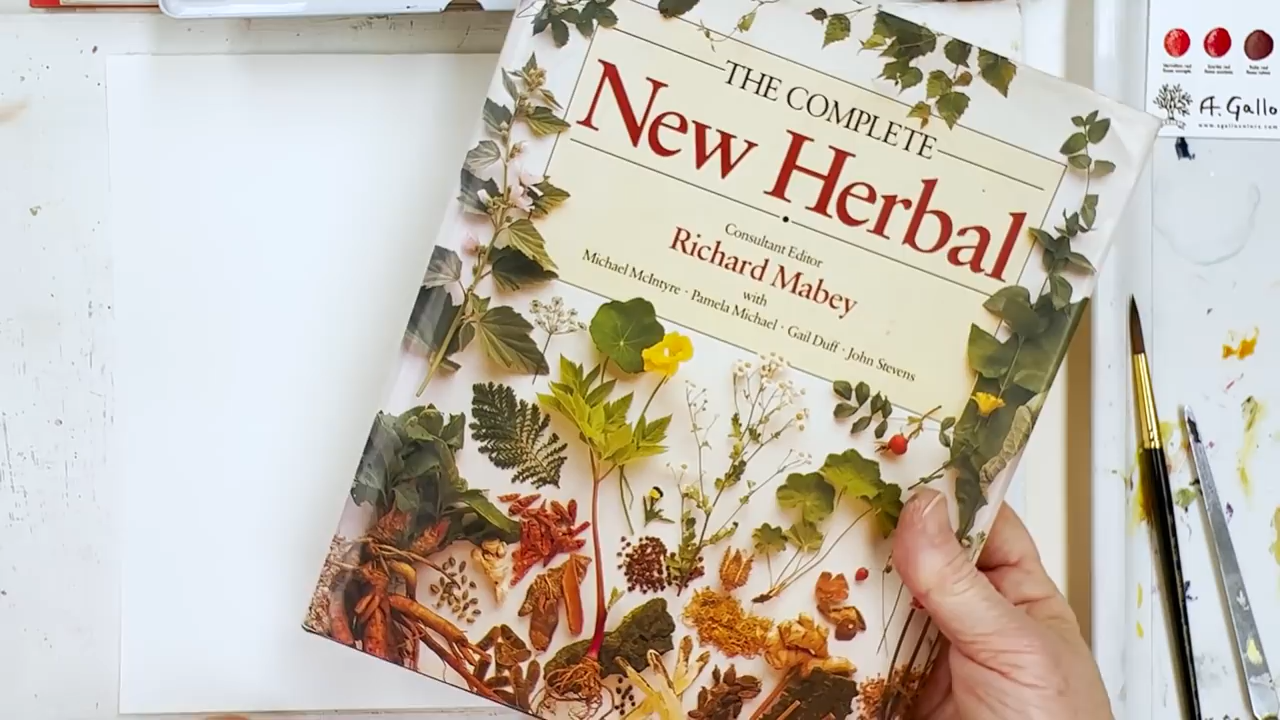 THE COMPLETE
New Herbal
Consultant Editor
Richard Mabey
with
Michael McIntyre · Pamela Michael · Gail Duff · John Stevens
A. Gallo